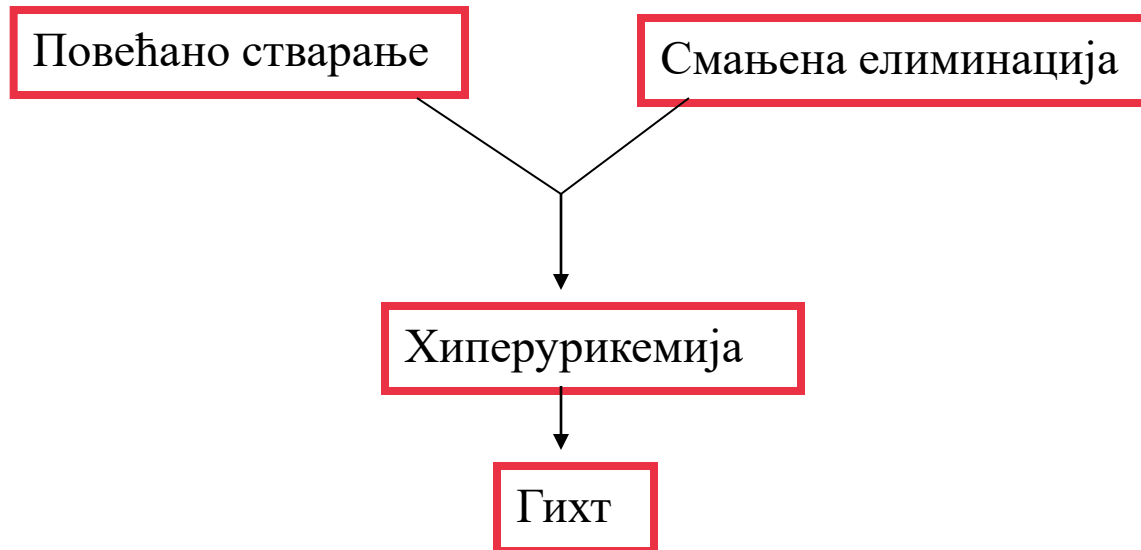 Повећано стварање
Смањена елиминација
Хиперурикемија
Гихт